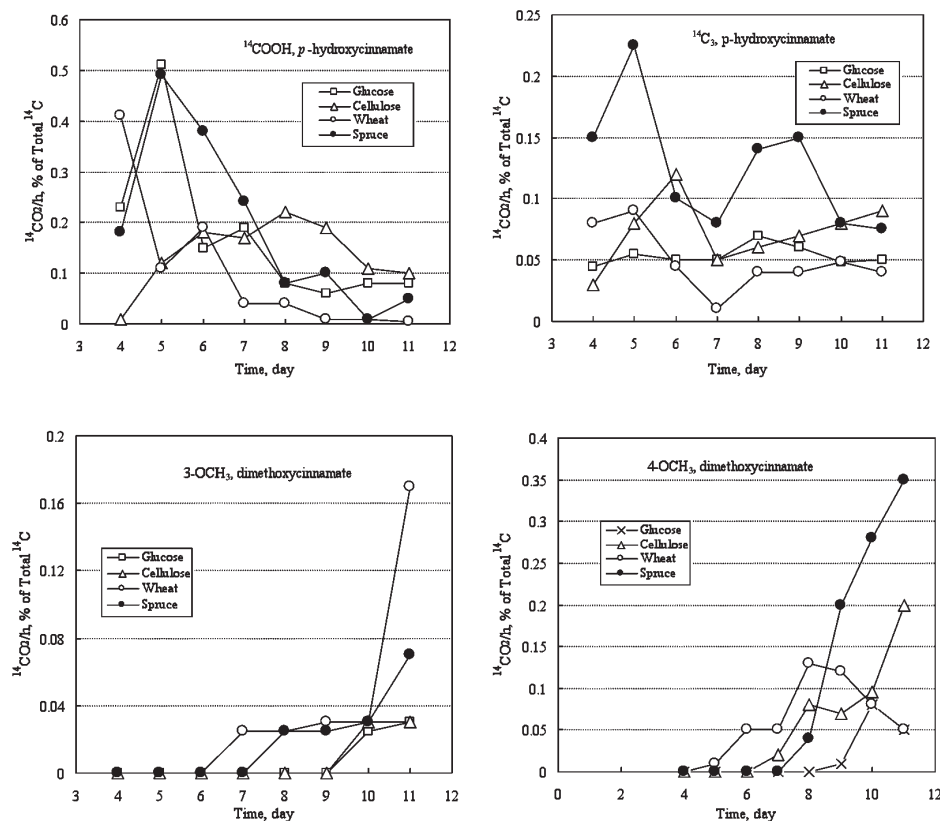 ¹⁴COOH, p-hydroxycinnamate
Glucose
Cellulose
Wheat
Spruce
¹⁴CO2/h, % of Total ¹⁴C
0.6
0.5
0.4
0.3
0.2
0.1
0
3 4 5 6 7 8 9 10 11 12
Time, day
¹⁴C₃, p-hydroxycinnamate
Glucose
Cellulose
Wheat
Spruce
¹⁴CO2/h, % of Total ¹⁴C
0.25
0.2
0.15
0.1
0.05
0
3 4 5 6 7 8 9 10 11 12
Time, day
3-OCH₃, dimethoxycinnamate
Glucose
Cellulose
Wheat
Spruce
¹⁴CO2/h, % of Total ¹⁴C
0.2
0.16
0.12
0.08
0.04
0
3 4 5 6 7 8 9 10 11 12
Time, day
4-OCH₃, dimethoxycinnamate
Glucose
Cellulose
Wheat
Spruce
¹⁴CO2/h, % of Total ¹⁴C
0.4
0.35
0.3
0.25
0.2
0.15
0.1
0.05
0
0 2 4 6 8 10 12
Time, day